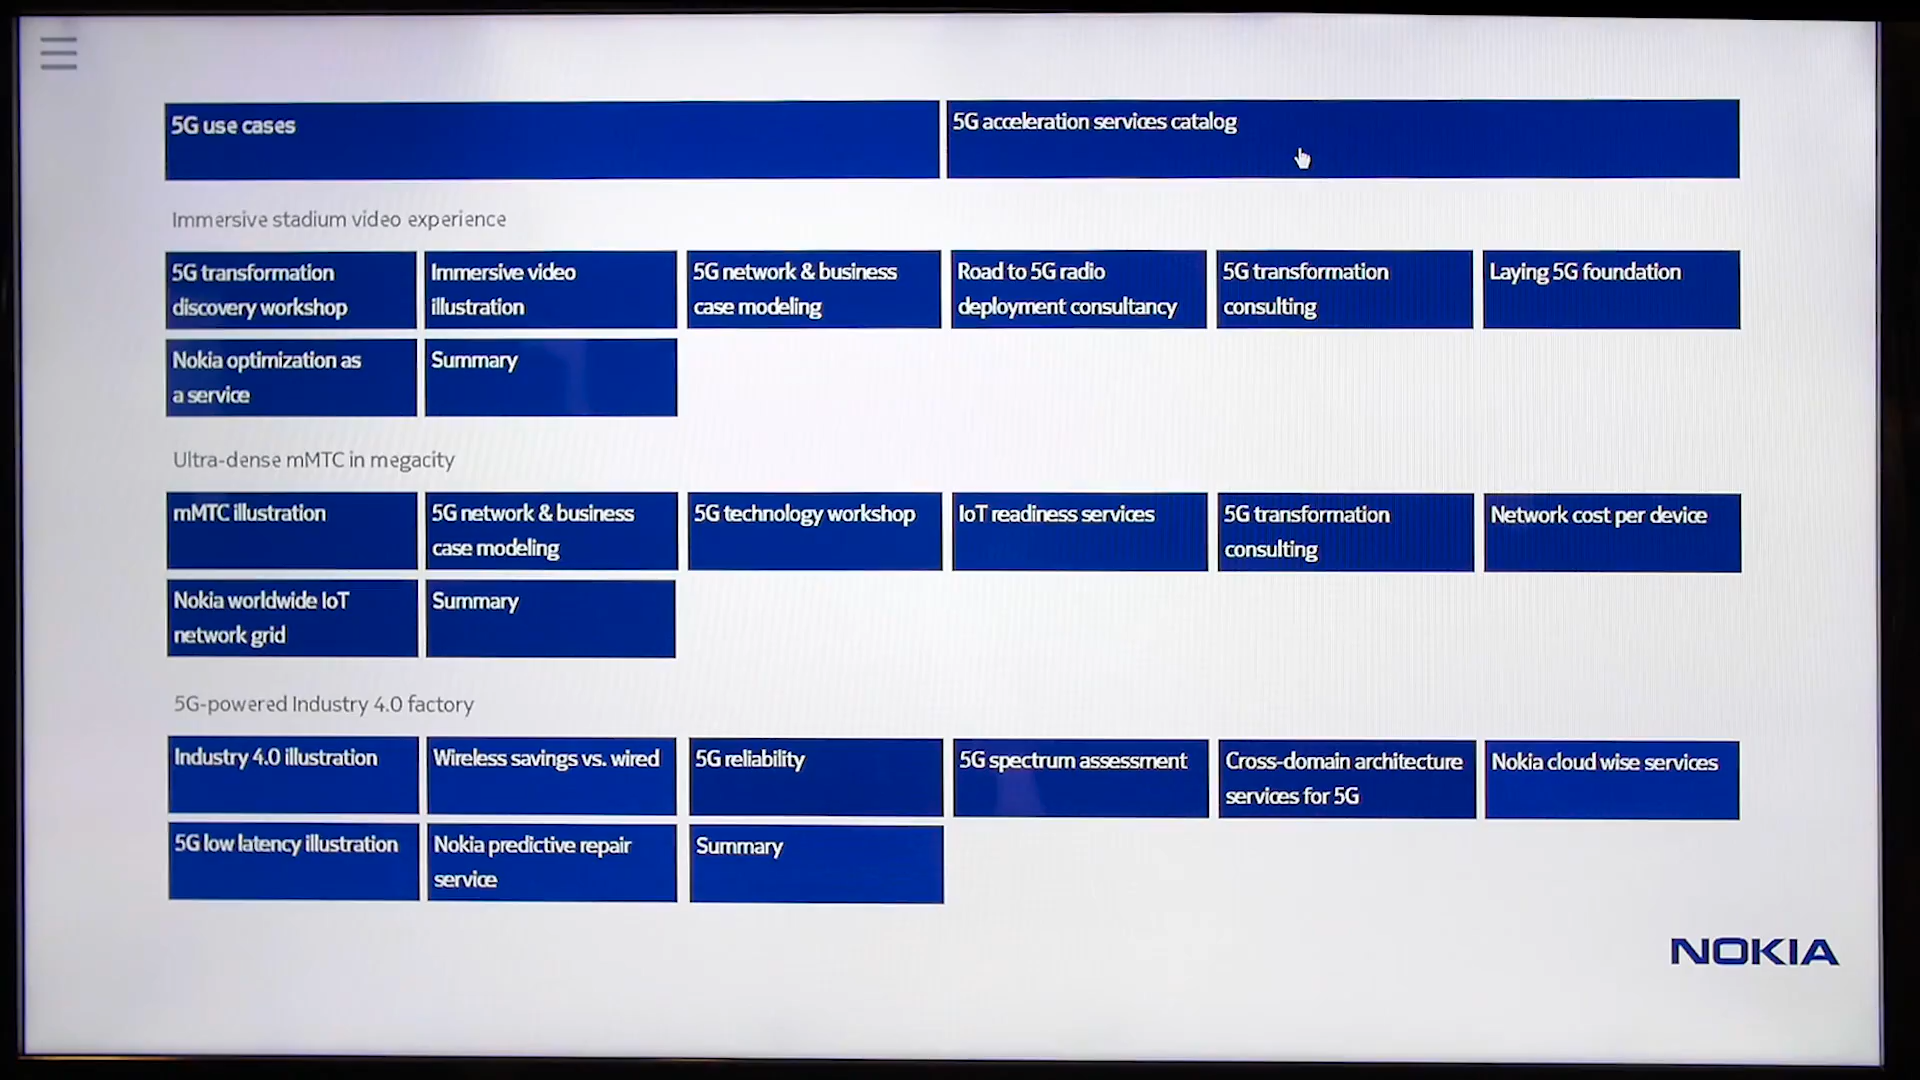 5G use cases
5G acceleration services catalog
Immersive stadium video experience
5G transformation
discovery workshop
Immersive video
illustration
5G network & business
case modeling
Road to 5G radio
deployment consultancy
5G transformation
consulting
Laying 5G foundation
Nokia optimization as
a service
Summary
Ultra-dense mMTC in megacity
mMTC illustration
5G network & business
case modeling
5G technology workshop
IoT readiness services
5G transformation
consulting
Network cost per device
Nokia worldwide IoT
network grid
Summary
5G-powered Industry 4.0 factory
Industry 4.0 illustration
Wireless savings vs. wired
5G reliability
5G spectrum assessment
Cross-domain architecture
services for 5G
Nokia cloud wise services
5G low latency illustration
Nokia predictive repair
service
Summary
NOKIA